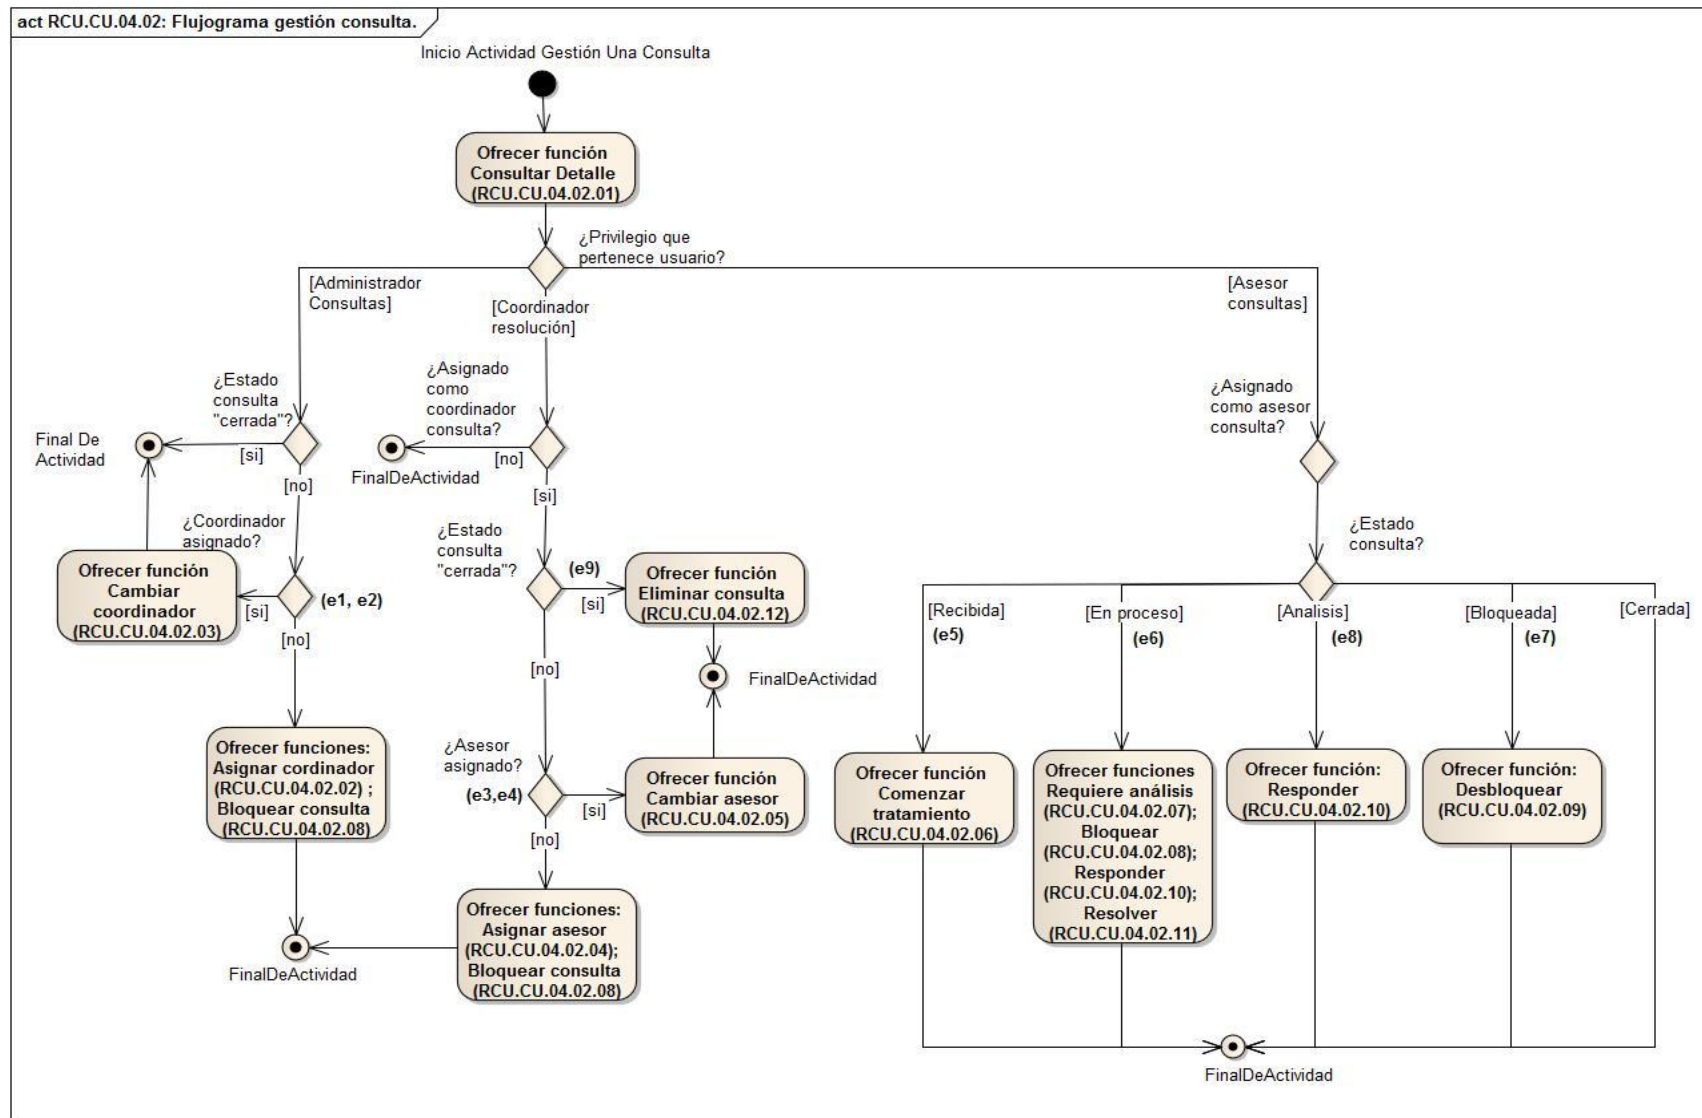 act RCU.CU.04.02: Flujograma gestión consulta.
Inicio Actividad Gestión Una Consulta
Ofrecer función
Consultar Detalle
(RCU.CU.04.02.01)
¿Privilegio que
pertenece usuario?
[Administrador
Consultas]
[Coordinador
resolución]
[Asesor
consultas]
¿Estado
consulta
"cerrada"?
Final De
Actividad
[si]
[no]
¿Coordinador
asignado?
Ofrecer función
Cambiar
coordinador
(RCU.CU.04.02.03)
[si]
(e1, e2)
[no]
Ofrecer funciones:
Asignar cordinador
(RCU.CU.04.02.02) ;
Bloquear consulta
(RCU.CU.04.02.08)
FinalDeActividad
¿Asignado
como
coordinador
consulta?
[no]
FinalDeActividad
[si]
¿Estado
consulta
"cerrada"?
(e9)
[si]
Ofrecer función
Eliminar consulta
(RCU.CU.04.02.12)
[no]
FinalDeActividad
¿Asesor
asignado?
(e3,e4)
[si]
Ofrecer función
Cambiar asesor
(RCU.CU.04.02.05)
[no]
Ofrecer funciones:
Asignar asesor
(RCU.CU.04.02.04);
Bloquear consulta
(RCU.CU.04.02.08)
¿Asignado
como asesor
consulta?
¿Estado
consulta?
[Recibida]
(e5)
[En proceso]
(e6)
[Analisis]
(e8)
[Bloqueada]
(e7)
[Cerrada]
Ofrecer función
Comenzar
tratamiento
(RCU.CU.04.02.06)
Ofrecer funciones
Requiere análisis
(RCU.CU.04.02.07);
Bloquear
(RCU.CU.04.02.08);
Responder
(RCU.CU.04.02.10);
Resolver
(RCU.CU.04.02.11)
Ofrecer función:
Responder
(RCU.CU.04.02.10)
Ofrecer función:
Desbloquear
(RCU.CU.04.02.09)
FinalDeActividad